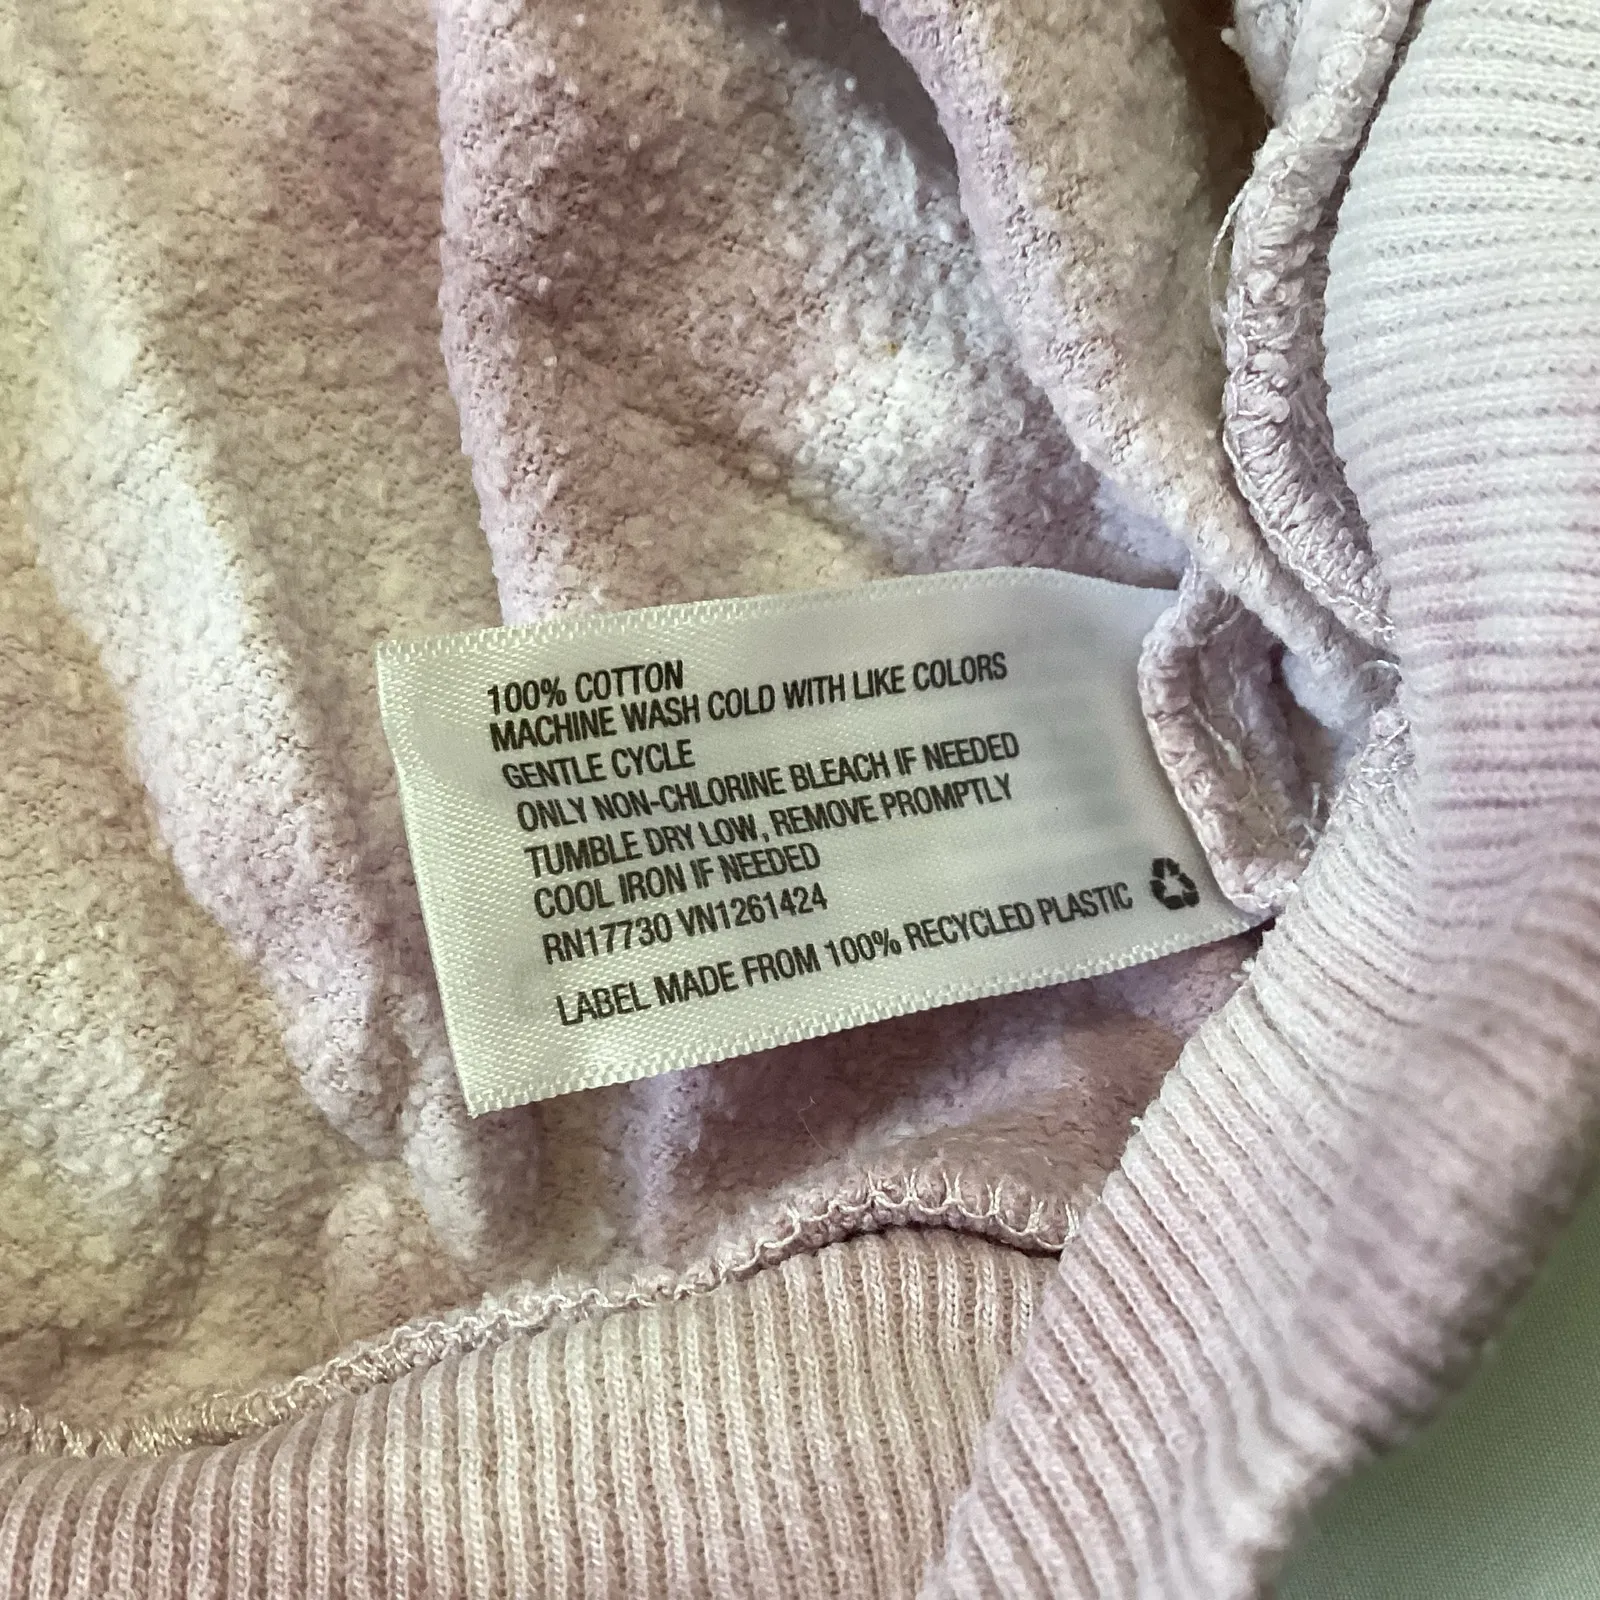 100% COTTON
MACHINE WASH COLD WITH LIKE COLORS
GENTLE CYCLE
ONLY NON-CHLORINE BLEACH IF NEEDED
TUMBLE DRY LOW, REMOVE PROMPTLY
COOL IRON IF NEEDED
RN17730 VN1261424
LABEL MADE FROM 100% RECYCLED PLASTIC